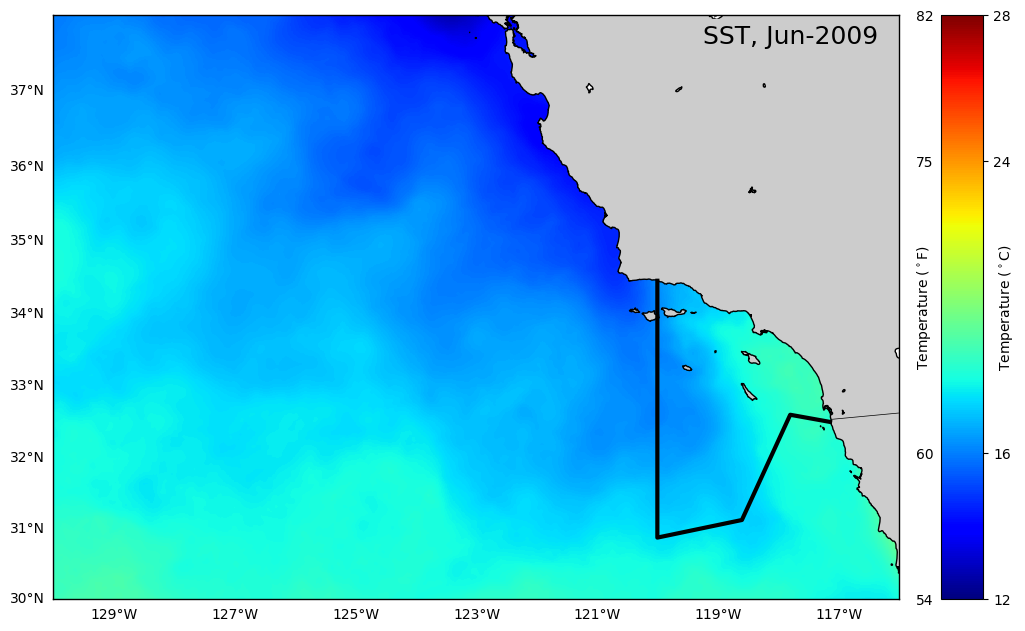 SST, Jun-2009
37°N
36°N
35°N
34°N
33°N
32°N
31°N
30°N
129°W
127°W
125°W
123°W
121°W
119°W
117°W
82
75
60
54
Temperature (°F)
28
24
16
12
Temperature (°C)